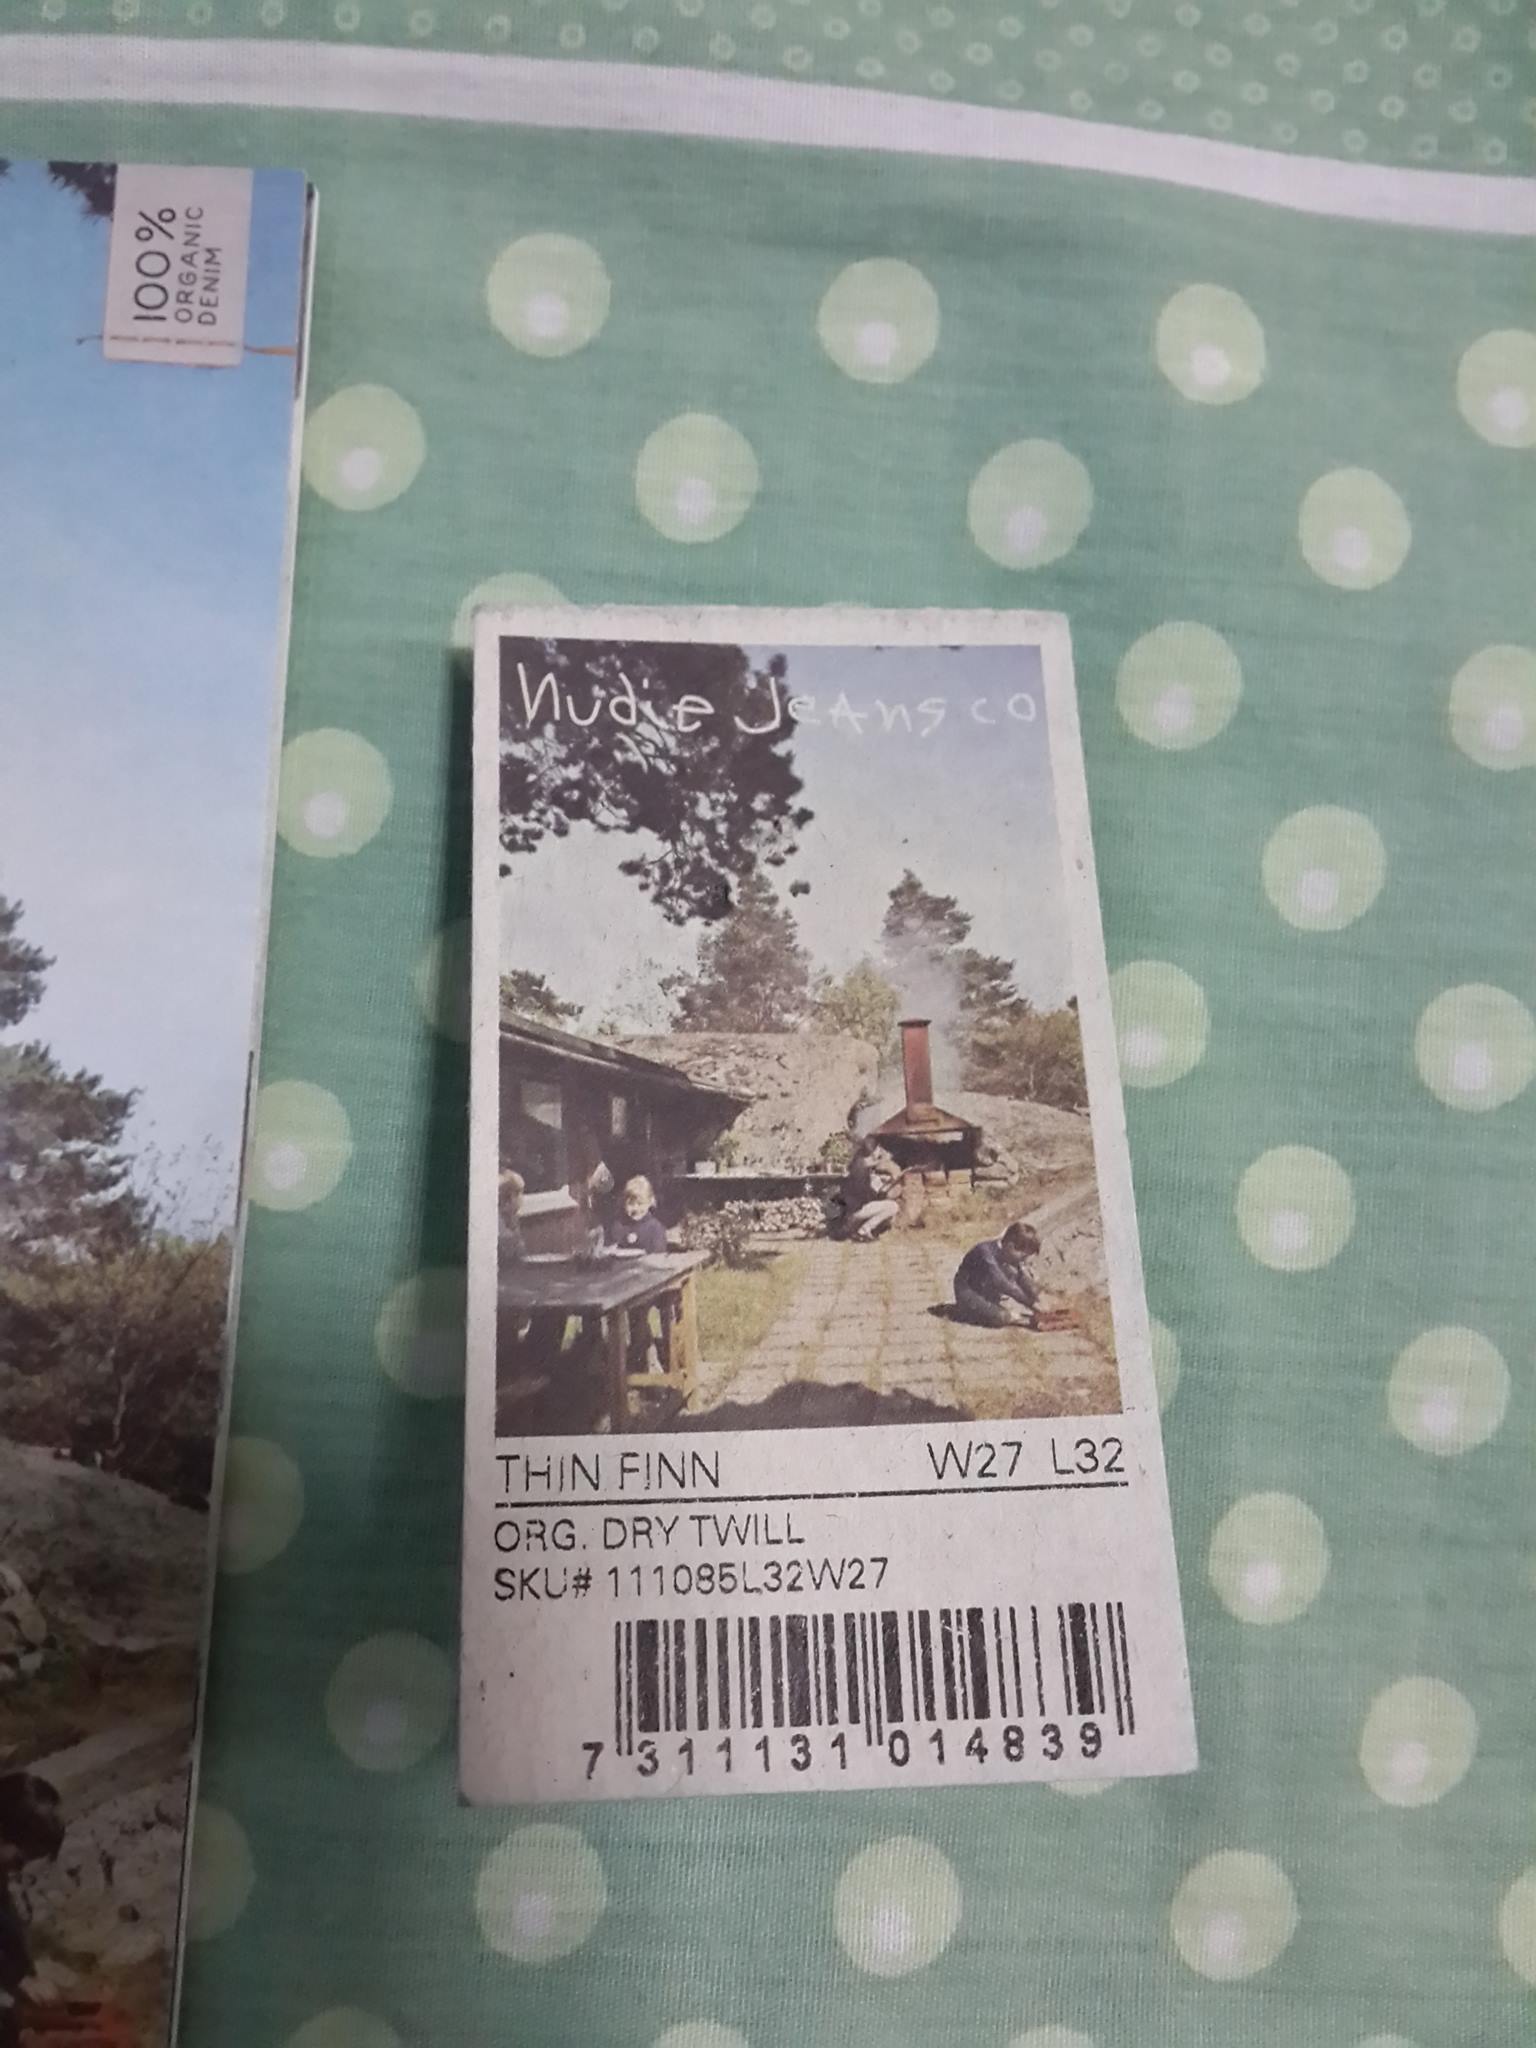 100%
ORGANIC
DENIM
Nudie Jeans co
THIN FINN W27 L32
ORG. DRY TWILL
SKU# 111085L32W27
7 311131 014839